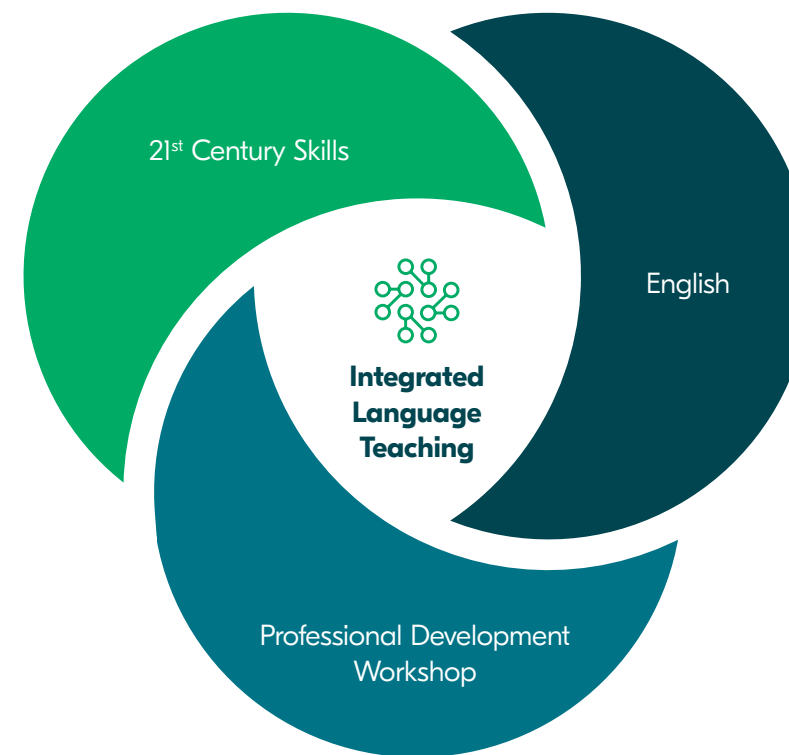 21st Century Skills
English
Integrated
Language
Teaching
Professional Development
Workshop